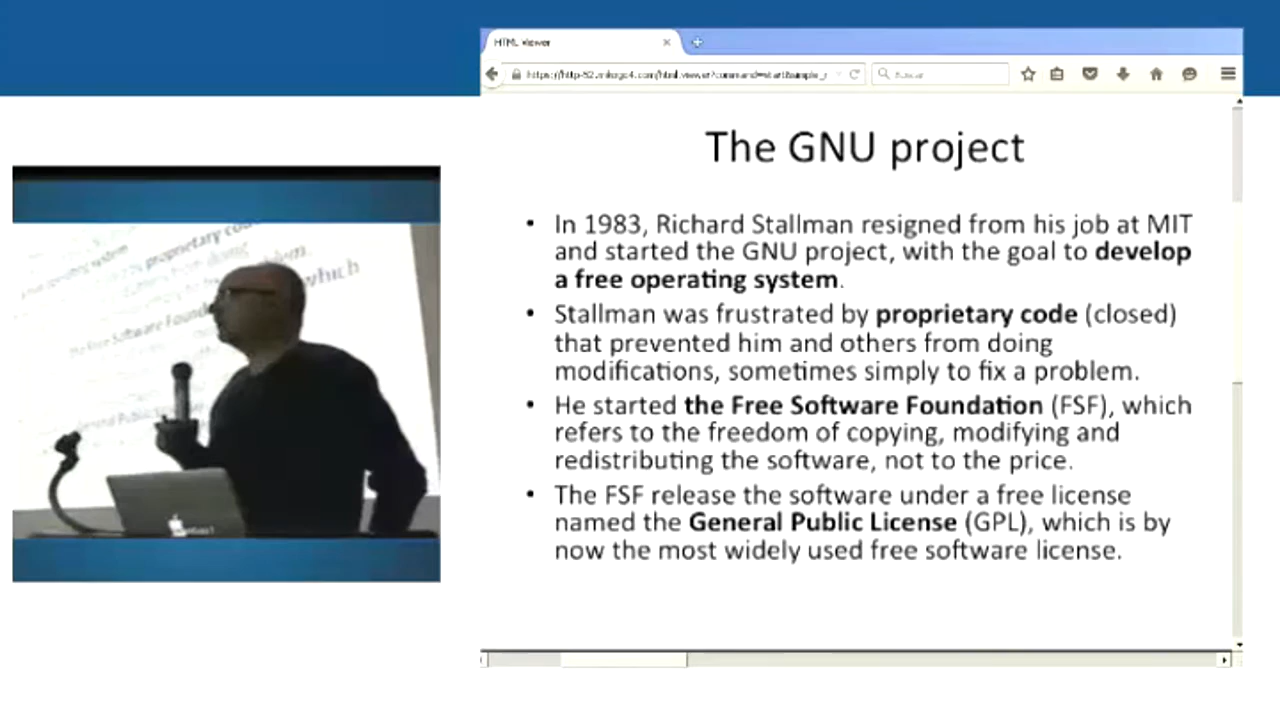 HTML viewer
The GNU project
• In 1983, Richard Stallman resigned from his job at MIT
and started the GNU project, with the goal to develop
a free operating system.
• Stallman was frustrated by proprietary code (closed)
that prevented him and others from doing
modifications, sometimes simply to fix a problem.
• He started the Free Software Foundation (FSF), which
refers to the freedom of copying, modifying and
redistributing the software, not to the price.
• The FSF release the software under a free license
named the General Public License (GPL), which is by
now the most widely used free software license.
proprietary code
problem.
which